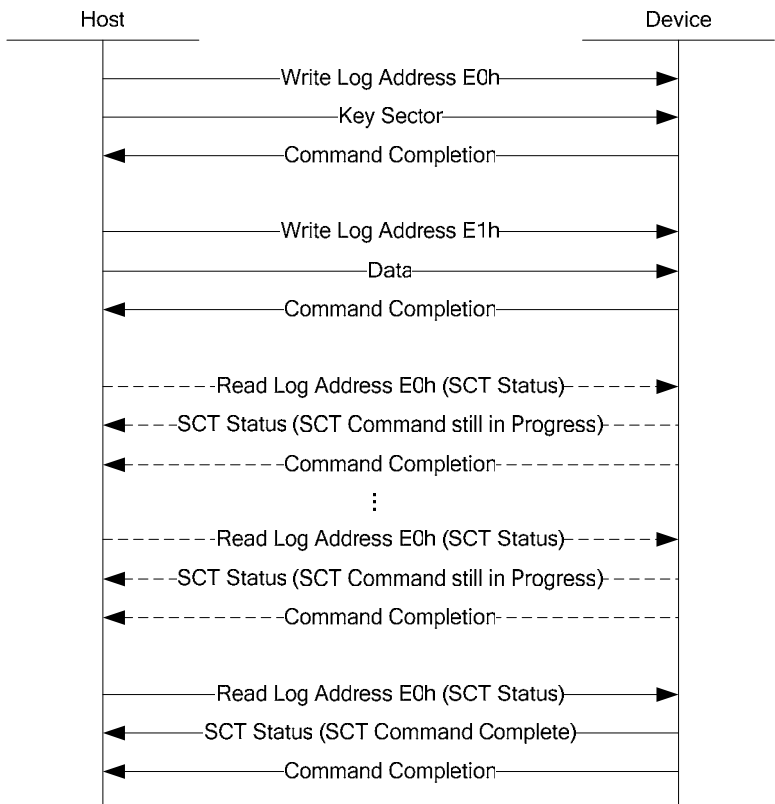 Host
Device
Write Log Address E0h
Key Sector
Command Completion
Write Log Address E1h
Data
Command Completion
Read Log Address E0h (SCT Status)
SCT Status (SCT Command still in Progress)
Command Completion
⋮
Read Log Address E0h (SCT Status)
SCT Status (SCT Command still in Progress)
Command Completion
Read Log Address E0h (SCT Status)
SCT Status (SCT Command Complete)
Command Completion